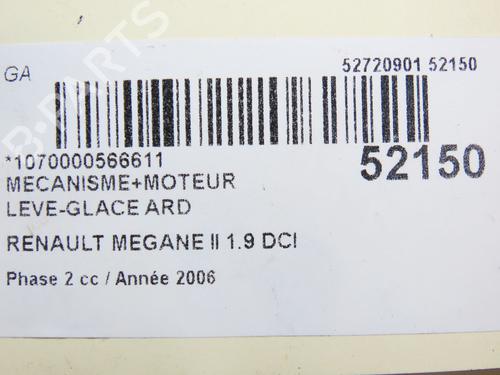 GA
52720901 52150
*1070000566611
52150
MECANISME+MOTEUR
LEVE-GLACE ARD
RENAULT MEGANE II 1.9 DCI
Phase 2 cc / Année 2006
B-PARTS